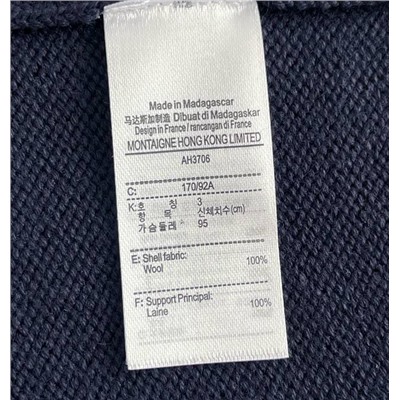 Made in Madagascar
马达斯加制造 Dibuat di Madagaskar
Design in France / rancangan di France
MONTAIGNE HONG KONG LIMITED
AH3706
C: 170/92A
K: 호 칭 3
항 목 신체치수(cm)
가슴둘레 95
E: Shell fabric:
Wool 100%
F: Support Principal:
Laine 100%